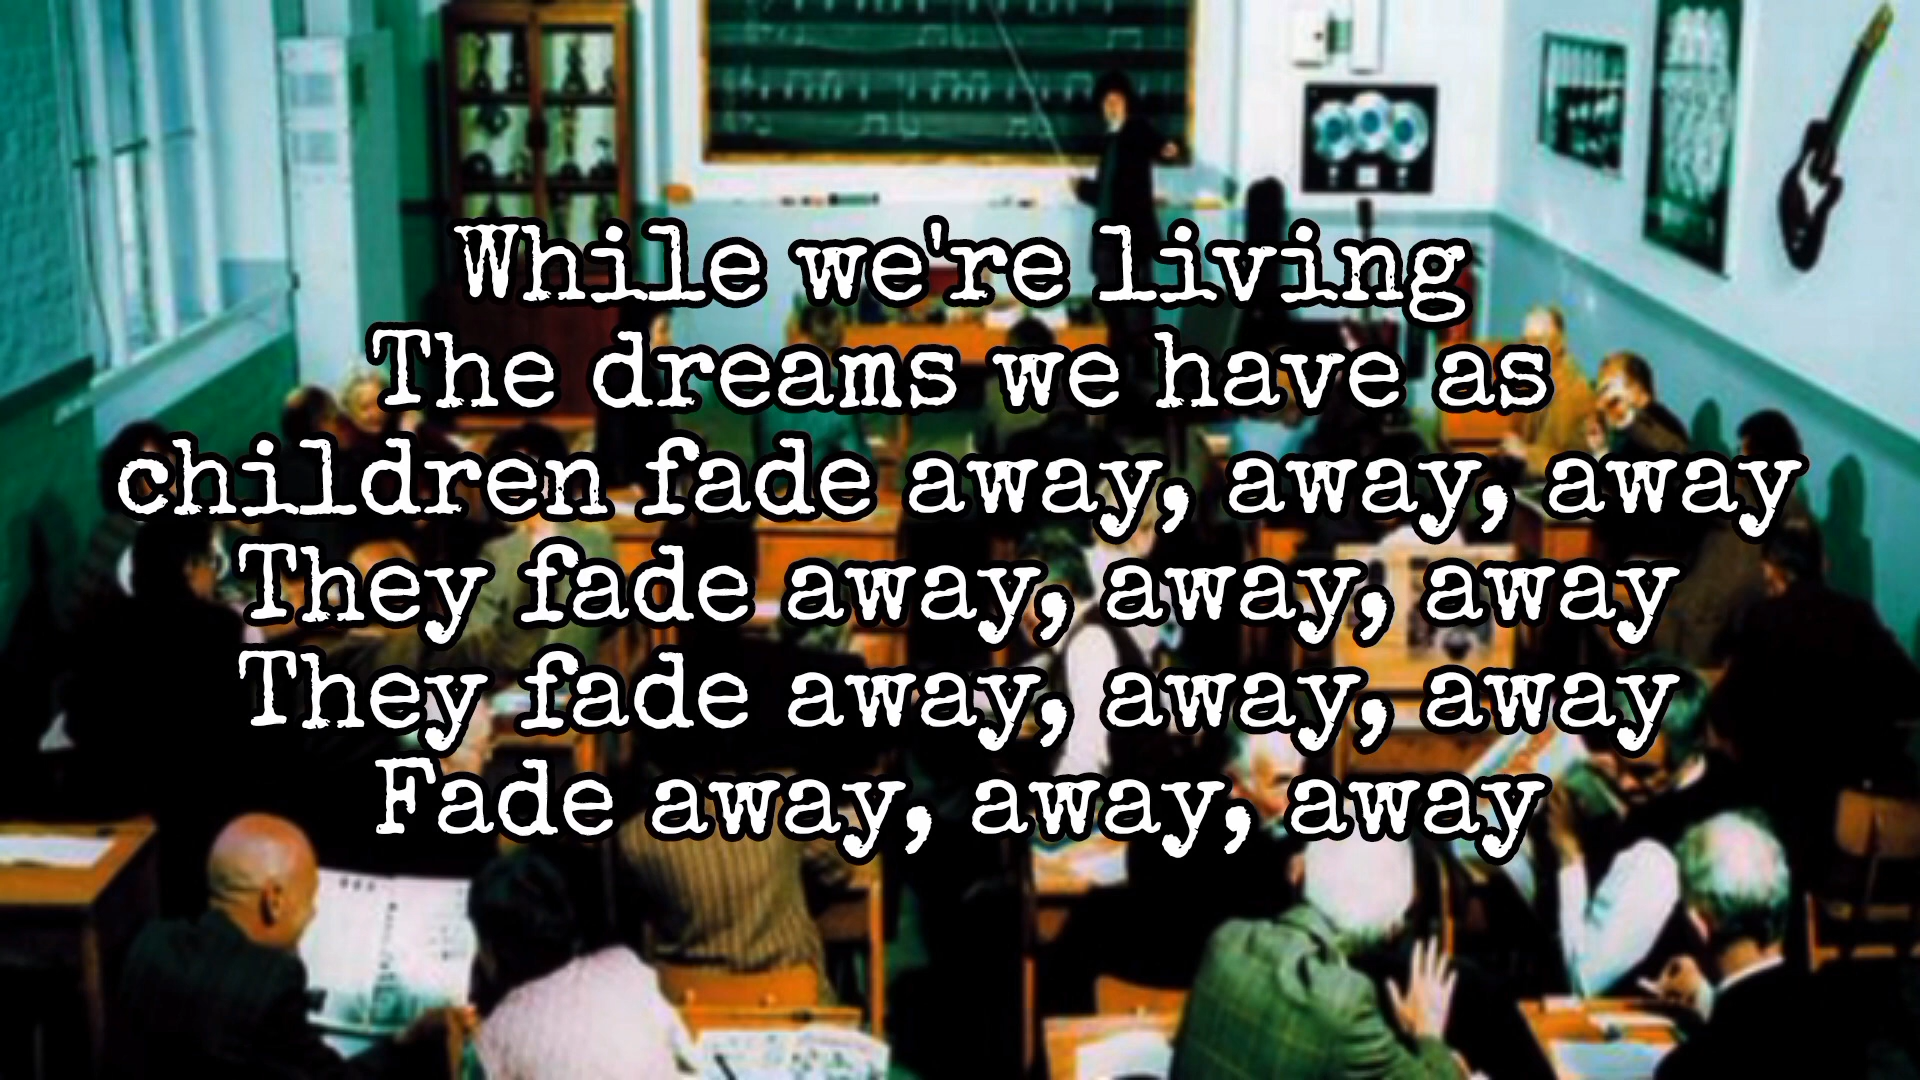 While we're living
The dreams we have as
children fade away, away, away
They fade away, away, away
They fade away, away, away
Fade away, away, away